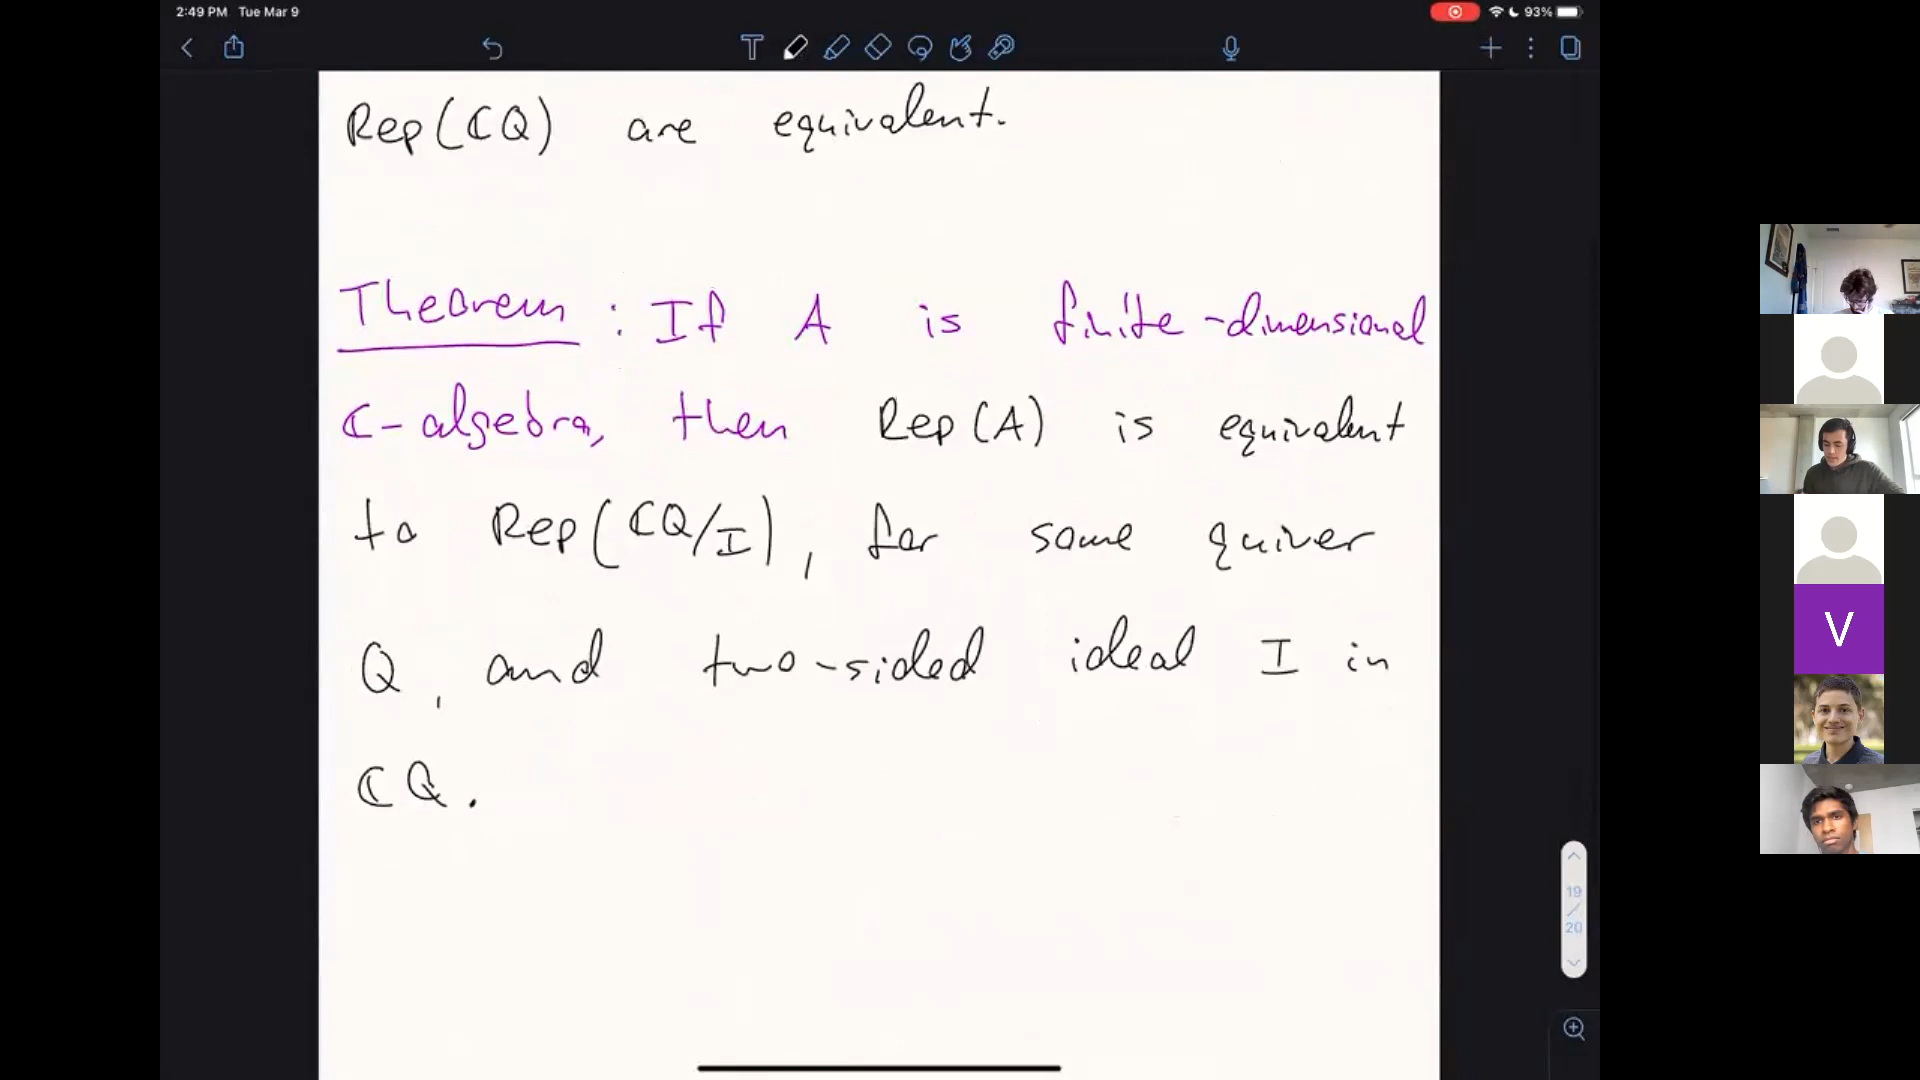 2:49 PM Tue Mar 9
93%
Rep(ℂQ) are equivalent.
Theorem : If A is finite-dimensional
ℂ-algebra, then Rep(A) is equivalent
to Rep(ℂQ/I), for some quiver
Q, and two-sided ideal I in
ℂQ.
V
19
/
20